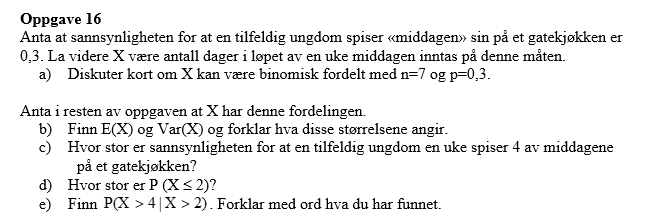 Oppgave 16
Anta at sannsynligheten for at en tilfeldig ungdom spiser «middagen» sin på et gatekjøkken er
0,3. La videre X være antall dager i løpet av en uke middagen inntas på denne måten.
a) Diskuter kort om X kan være binomisk fordelt med n=7 og p=0,3.
Anta i resten av oppgaven at X har denne fordelingen.
b) Finn E(X) og Var(X) og forklar hva disse størrelsene angir.
c) Hvor stor er sannsynligheten for at en tilfeldig ungdom en uke spiser 4 av middagene
på et gatekjøkken?
d) Hvor stor er P (X ≤ 2)?
e) Finn P(X > 4 | X > 2). Forklar med ord hva du har funnet.